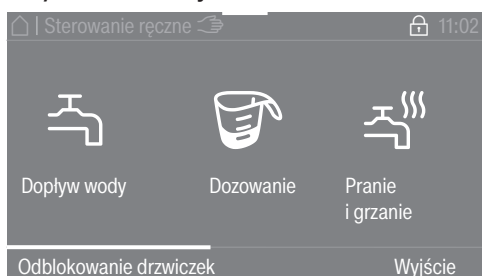 Sterowanie ręczne 11:02
Dopływ wody Dozowanie Pranie
i grzanie
Odblokowanie drzwiczek Wyjście